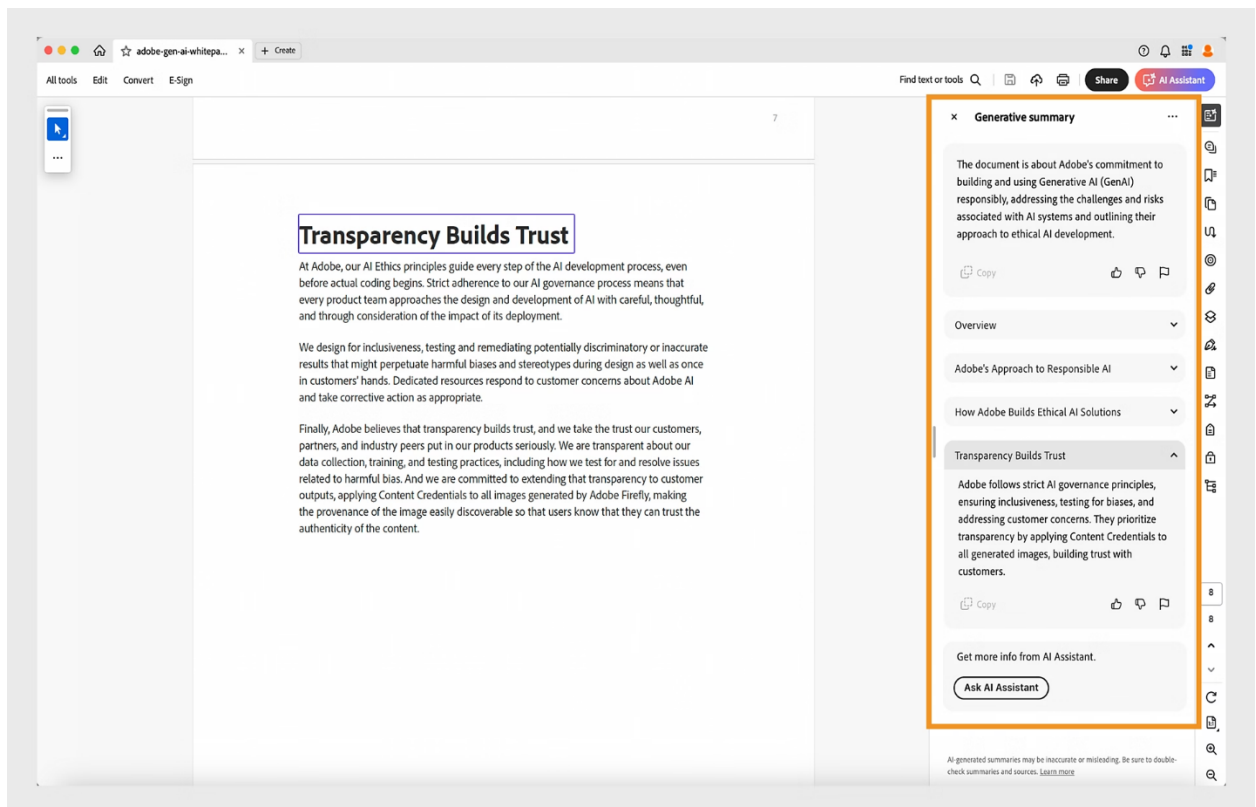 adobe-gen-ai-whitepa...
+ Create
All tools Edit Convert E-Sign
Find text or tools
Share
AI Assistant
7
Transparency Builds Trust
At Adobe, our AI Ethics principles guide every step of the AI development process, even
before actual coding begins. Strict adherence to our AI governance process means that
every product team approaches the design and development of AI with careful, thoughtful,
and through consideration of the impact of its deployment.
We design for inclusiveness, testing and remediating potentially discriminatory or inaccurate
results that might perpetuate harmful biases and stereotypes during design as well as once
in customers' hands. Dedicated resources respond to customer concerns about Adobe AI
and take corrective action as appropriate.
Finally, Adobe believes that transparency builds trust, and we take the trust our customers,
partners, and industry peers put in our products seriously. We are transparent about our
data collection, training, and testing practices, including how we test for and resolve issues
related to harmful bias. And we are committed to extending that transparency to customer
outputs, applying Content Credentials to all images generated by Adobe Firefly, making
the provenance of the image easily discoverable so that users know that they can trust the
authenticity of the content.
Generative summary
The document is about Adobe's commitment to
building and using Generative AI (GenAI)
responsibly, addressing the challenges and risks
associated with AI systems and outlining their
approach to ethical AI development.
Copy
Overview
Adobe's Approach to Responsible AI
How Adobe Builds Ethical AI Solutions
Transparency Builds Trust
Adobe follows strict AI governance principles,
ensuring inclusiveness, testing for biases, and
addressing customer concerns. They prioritize
transparency by applying Content Credentials to
all generated images, building trust with
customers.
Copy
Get more info from AI Assistant.
Ask AI Assistant
AI-generated summaries may be inaccurate or misleading. Be sure to double-
check summaries and sources. Learn more
8
8